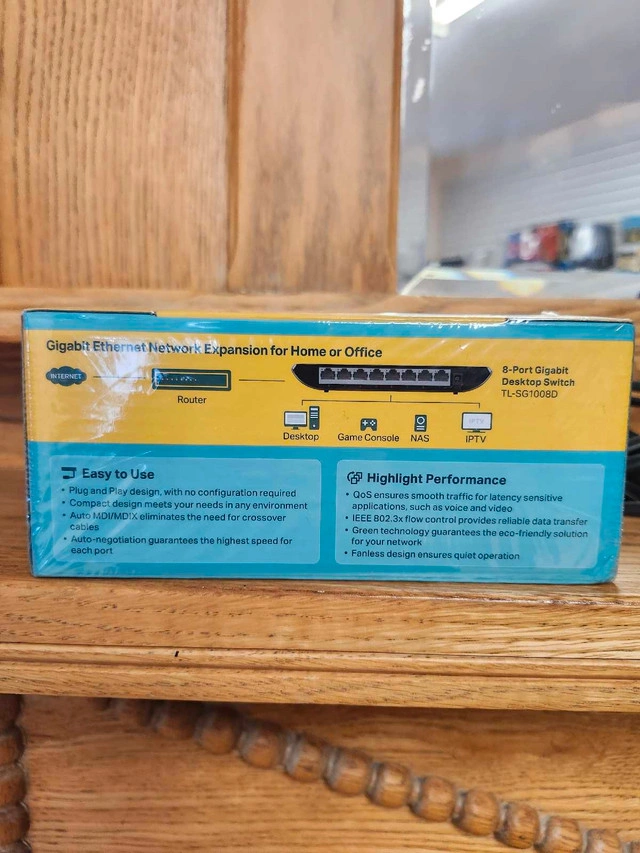 Gigabit Ethernet Network Expansion for Home or Office
INTERNET
Router
8-Port Gigabit
Desktop Switch
TL-SG1008D
Desktop
Game Console
NAS
IPTV
IPTV
Easy to Use
• Plug and Play design, with no configuration required
• Compact design meets your needs in any environment
• Auto MDI/MDIX eliminates the need for crossover
cables
• Auto-negotiation guarantees the highest speed for
each port
Highlight Performance
• QoS ensures smooth traffic for latency sensitive
applications, such as voice and video
• IEEE 802.3x flow control provides reliable data transfer
• Green technology guarantees the eco-friendly solution
for your network
• Fanless design ensures quiet operation